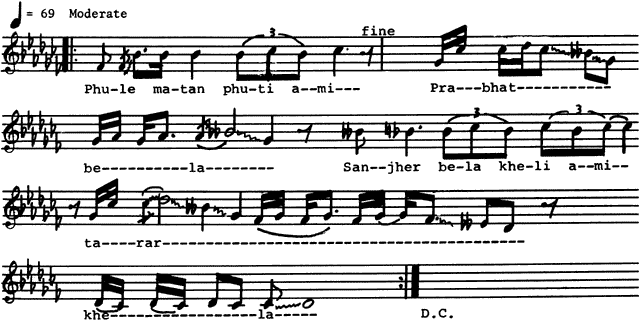 = 69 Moderate
fine
Phu-le ma-tan phu-ti a--mi--- Pra---bhat------------
3
be----------la-------- San--jher be-la khe-li a--mi--
3 3
ta----rar------------------------------------------------
khe-----------------la----- D.C.